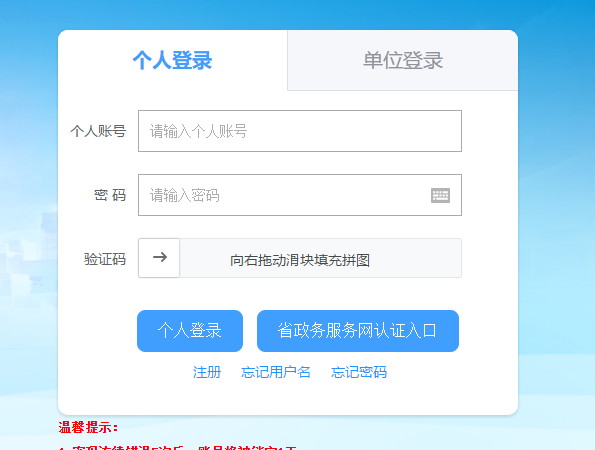 个人登录 单位登录
个人账号 请输入个人账号
密 码 请输入密码
验证码 → 向右拖动滑块填充拼图
个人登录 省政务服务网认证入口
注册 忘记用户名 忘记密码
温馨提示：